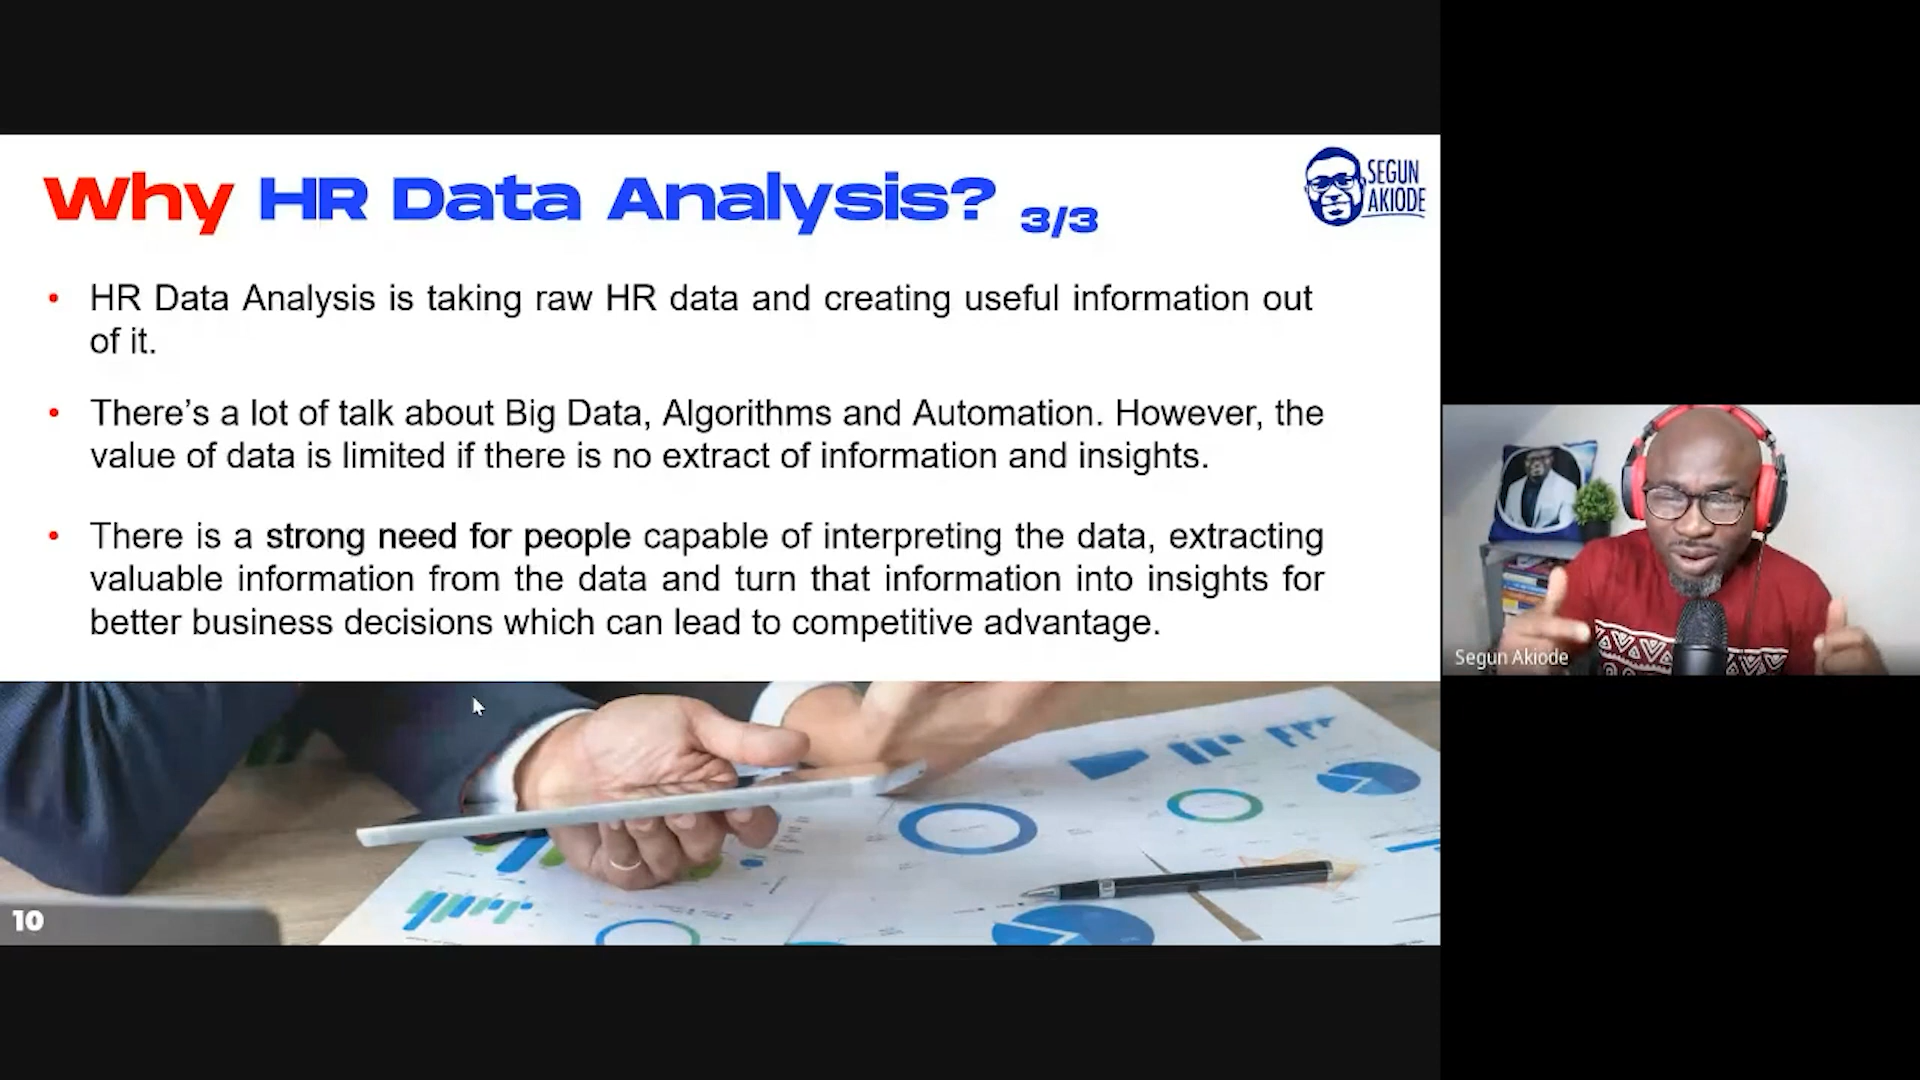 Why HR Data Analysis? 3/3
SEGUN
AKIODE
• HR Data Analysis is taking raw HR data and creating useful information out
of it.
• There’s a lot of talk about Big Data, Algorithms and Automation. However, the
value of data is limited if there is no extract of information and insights.
• There is a strong need for people capable of interpreting the data, extracting
valuable information from the data and turn that information into insights for
better business decisions which can lead to competitive advantage.
Segun Akiode
10